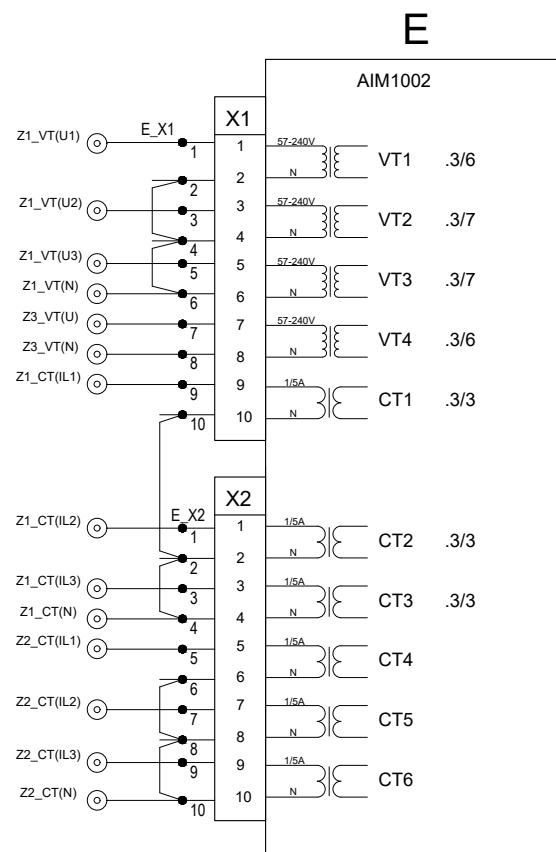 E
AIM1002
X1
Z1_VT(U1) E_X1 1 1 57-240V VT1 .3/6
2 2 N
Z1_VT(U2) 3 3 57-240V VT2 .3/7
4 4 N
Z1_VT(U3) 5 5 57-240V VT3 .3/7
Z1_VT(N) 6 6 N
Z3_VT(U) 7 7 57-240V VT4 .3/6
Z3_VT(N) 8 8 N
Z1_CT(IL1) 9 9 1/5A CT1 .3/3
10 10 N
X2
Z1_CT(IL2) E_X2 1 1 1/5A CT2 .3/3
2 2 N
Z1_CT(IL3) 3 3 1/5A CT3 .3/3
Z1_CT(N) 4 4 N
Z2_CT(IL1) 5 5 1/5A CT4
6 6 N
Z2_CT(IL2) 7 7 1/5A CT5
8 8 N
Z2_CT(IL3) 9 9 1/5A CT6
Z2_CT(N) 10 10 N